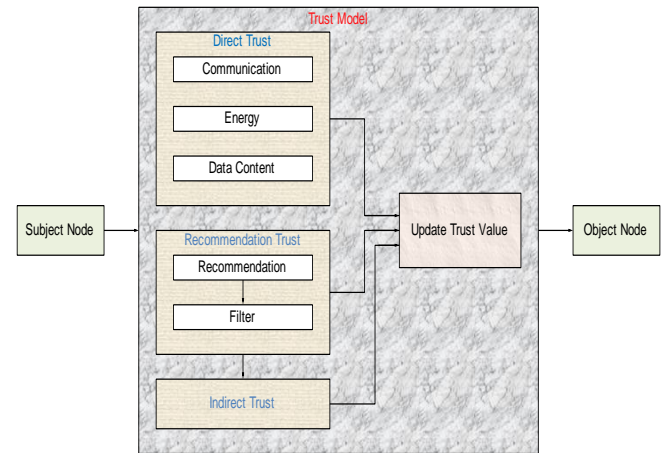 Trust Model
Direct Trust
Communication
Energy
Data Content
Subject Node
Update Trust Value
Object Node
Recommendation Trust
Recommendation
Filter
Indirect Trust